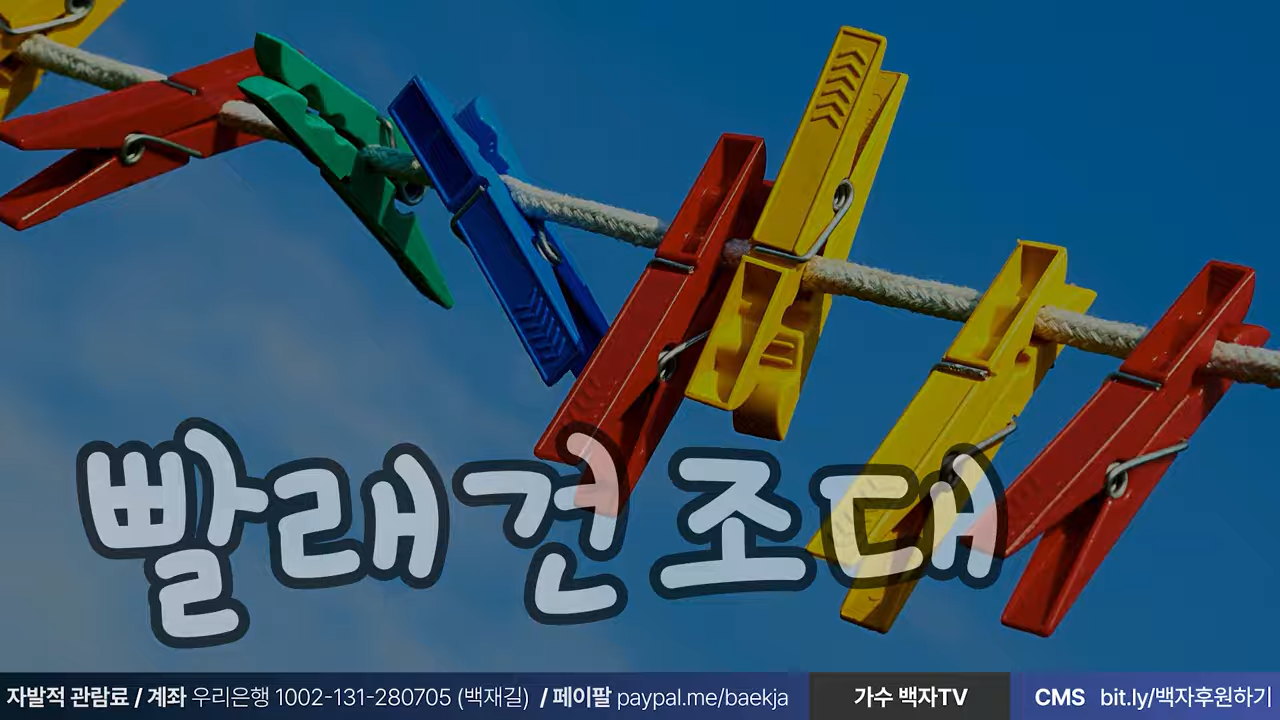 빨래건조대
자발적 관람료 / 계좌 우리은행 1002-131-280705 (백재길) / 페이팔 paypal.me/baekja 가수 백자TV CMS bit.ly/백자후원하기